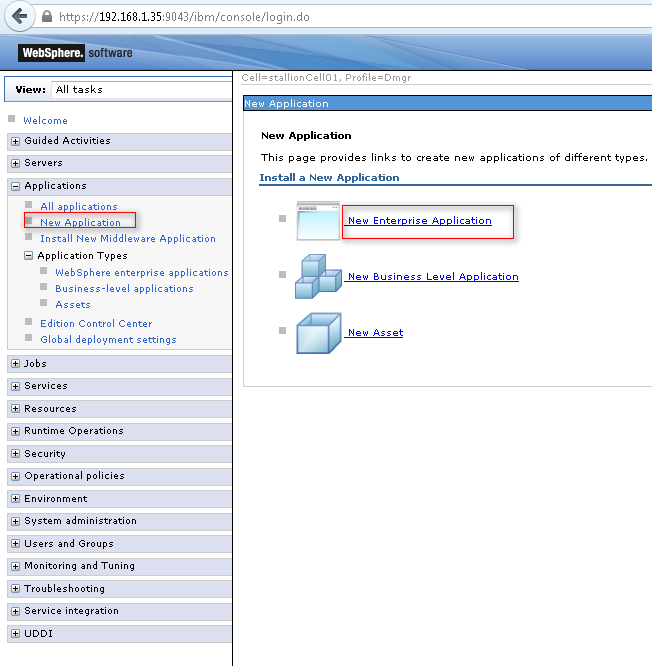 https://192.168.1.35:9043/ibm/console/login.do
WebSphere. software
View: All tasks
Welcome
Guided Activities
Servers
Applications
All applications
New Application
Install New Middleware Application
Application Types
WebSphere enterprise applications
Business-level applications
Assets
Edition Control Center
Global deployment settings
Jobs
Services
Resources
Runtime Operations
Security
Operational policies
Environment
System administration
Users and Groups
Monitoring and Tuning
Troubleshooting
Service integration
UDDI
Cell=stallionCell01, Profile=Dmgr
New Application
New Application
This page provides links to create new applications of different types.
Install a New Application
New Enterprise Application
New Business Level Application
New Asset